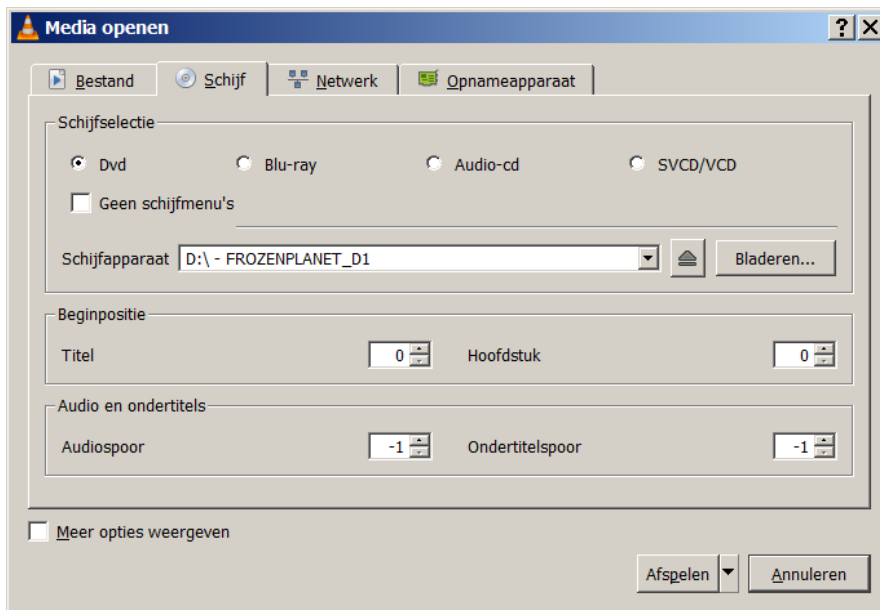 Media openen
Bestand Schijf Netwerk Opnameapparaat
Schijfselectie
Dvd Blu-ray Audio-cd SVCD/VCD
Geen schijfmenu's
Schijfapparaat D:\ - FROZENPLANET_D1 Bladeren...
Beginpositie
Titel 0 Hoofdstuk 0
Audio en ondertitels
Audiospoor -1 Ondertitelspoor -1
Meer opties weergeven
Afspelen Annuleren